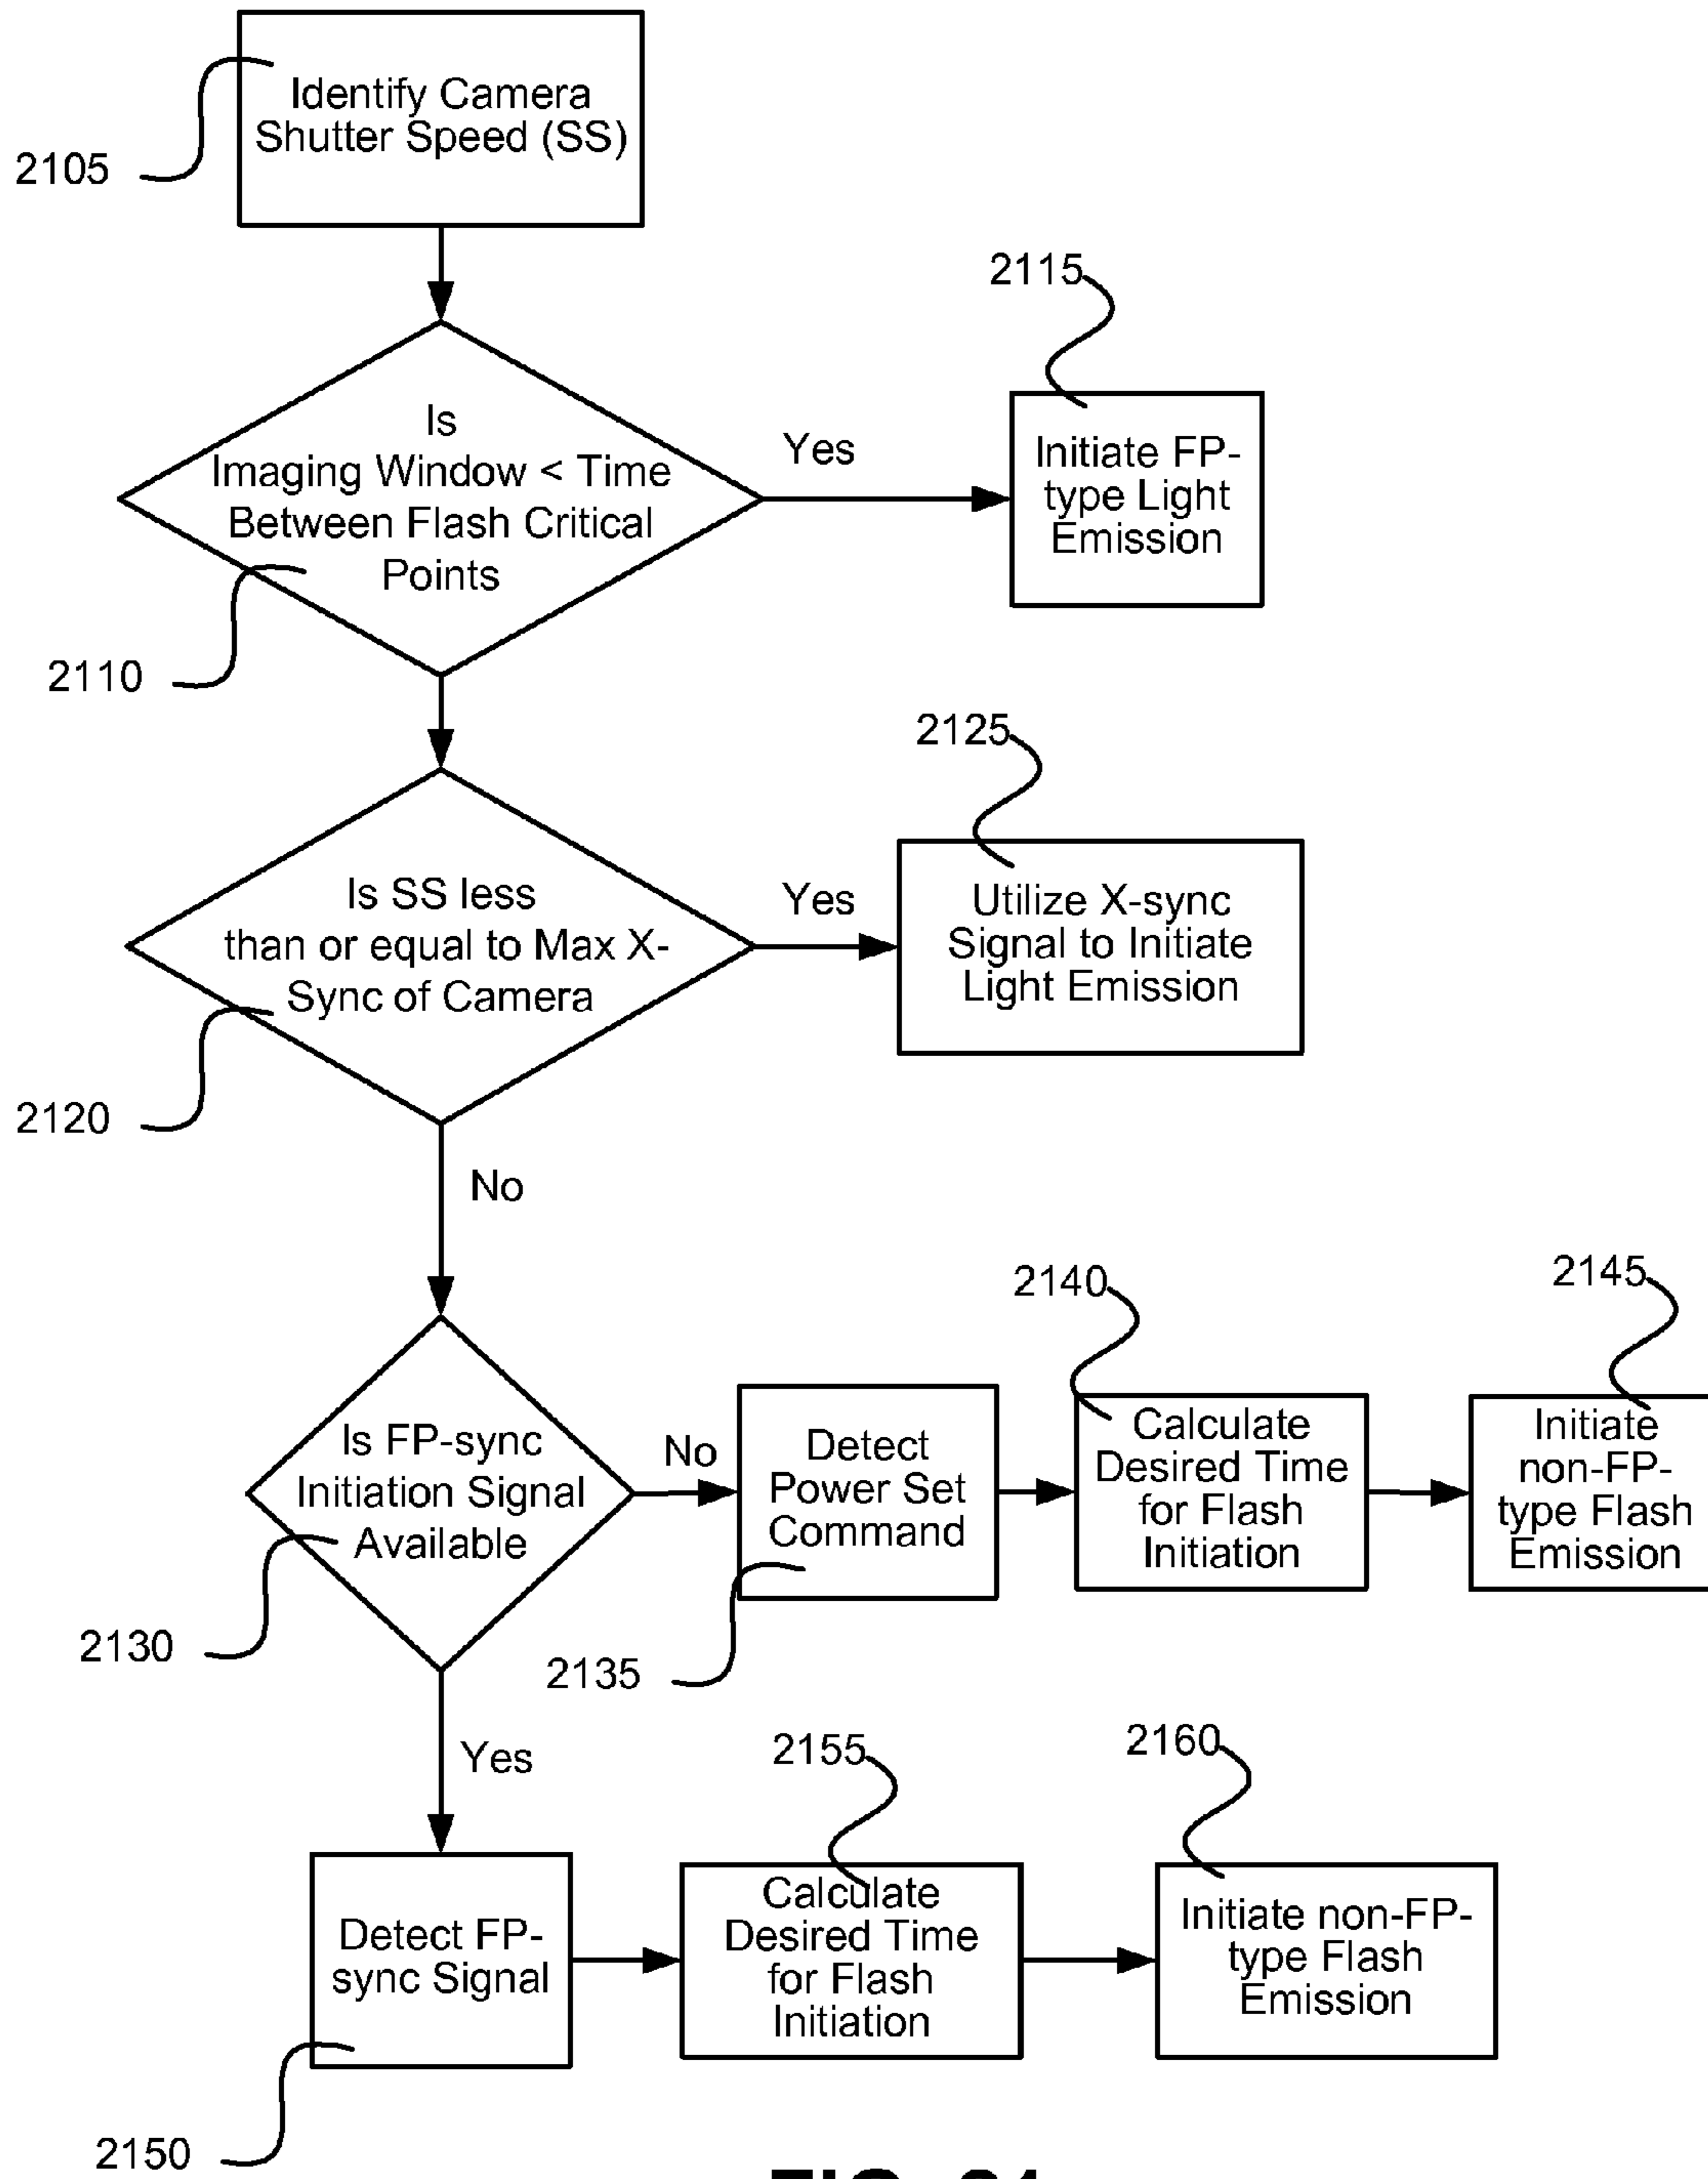 Identify Camera
Shutter Speed (SS)
2105
2115
Is
Imaging Window < Time
Between Flash Critical
Points
Yes
Initiate FP-
type Light
Emission
2110
2125
Is SS less
than or equal to Max X-
Sync of Camera
Yes
Utilize X-sync
Signal to Initiate
Light Emission
2120
No
2140
2145
Is FP-sync
Initiation Signal
Available
No
Detect
Power Set
Command
Calculate
Desired Time
for Flash
Initiation
Initiate
non-FP-
type Flash
Emission
2130
2135
Yes
2155
2160
Detect FP-
sync Signal
Calculate
Desired Time
for Flash
Initiation
Initiate non-FP-
type Flash
Emission
2150
FIG. 21